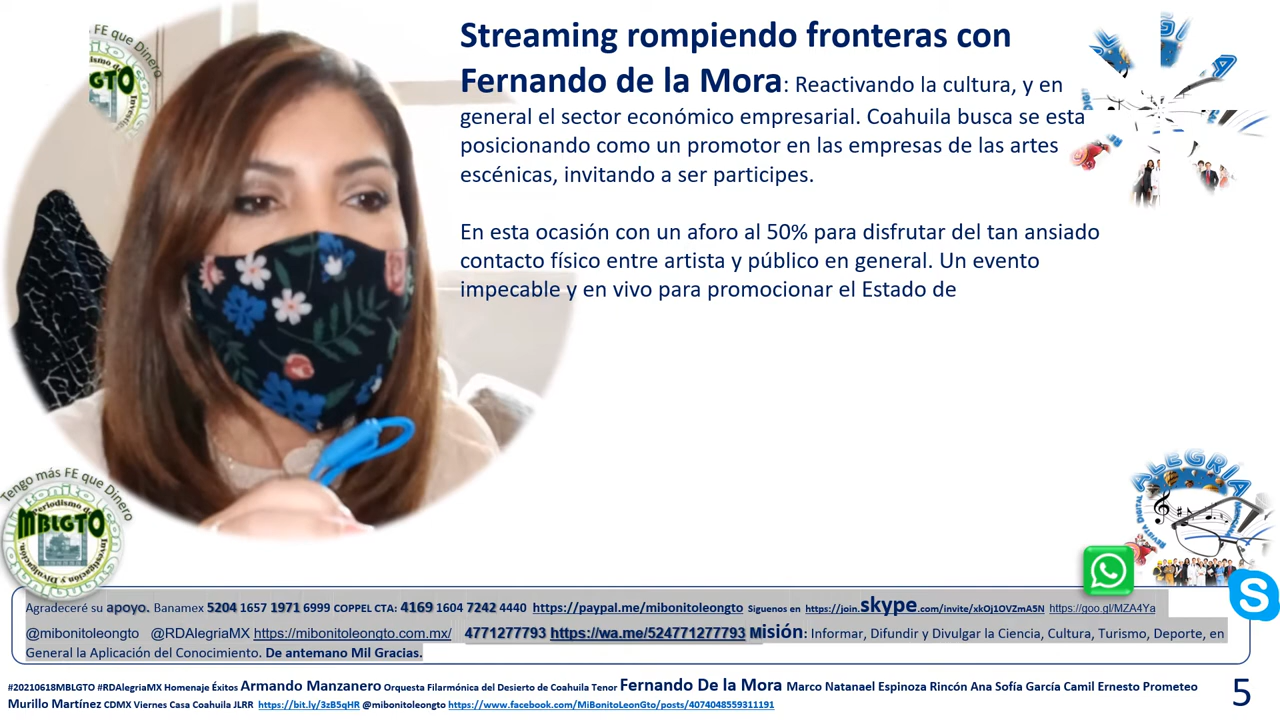 FE que Dinero
Streaming rompiendo fronteras con
Fernando de la Mora: Reactivando la cultura, y en
general el sector económico empresarial. Coahuila busca se esta
posicionando como un promotor en las empresas de las artes
escénicas, invitando a ser participes.
En esta ocasión con un aforo al 50% para disfrutar del tan ansiado
contacto físico entre artista y público en general. Un evento
impecable y en vivo para promocionar el Estado de
Tengo más FE que Dinero
Periodismo de
MBLGTO
Investigación y Divulgación
ALEGRIA
Revista Digital
Agradeceré su apoyo. Banamex 5204 1657 1971 6999 COPPEL CTA: 4169 1604 7242 4440 https://paypal.me/mibonitoleongto Siguenos en https://join.skype.com/invite/xkOj1OVZmA5N https://goo.gl/MZA4Ya
@mibonitoleongto @RDAlegriaMX https://mibonitoleongto.com.mx/ 4771277793 https://wa.me/524771277793 Misión: Informar, Difundir y Divulgar la Ciencia, Cultura, Turismo, Deporte, en
General la Aplicación del Conocimiento. De antemano Mil Gracias.
#20210618MBLGTO #RDAlegriaMX Homenaje Éxitos Armando Manzanero Orquesta Filarmónica del Desierto de Coahuila Tenor Fernando De la Mora Marco Natanael Espinoza Rincón Ana Sofía García Camil Ernesto Prometeo
Murillo Martínez CDMX Viernes Casa Coahuila JLRR https://bit.ly/3zB5qHR @mibonitoleongto https://www.facebook.com/MiBonitoLeonGto/posts/4074048559311191
5